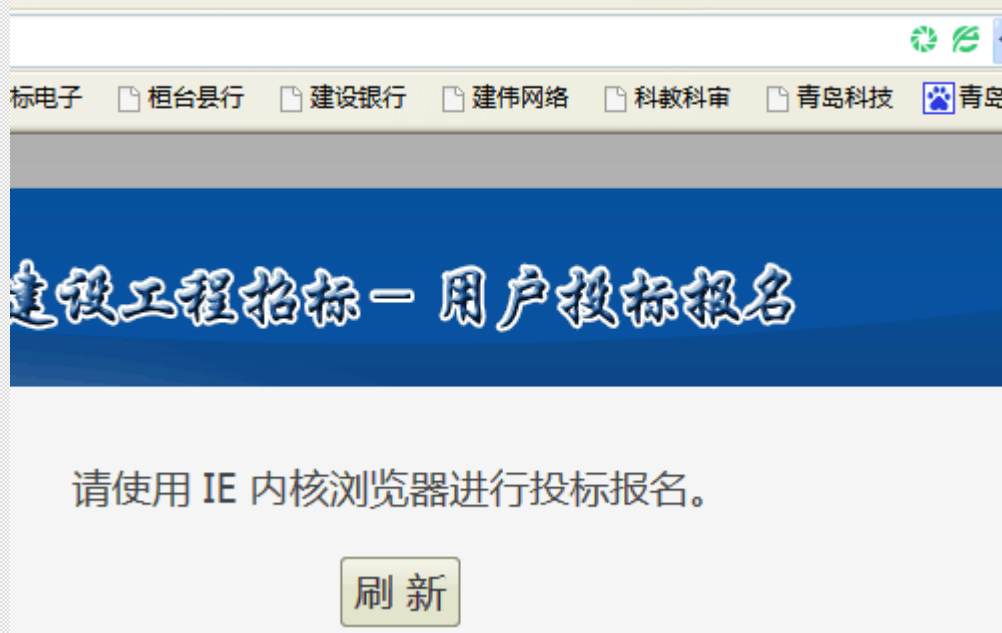 标电子 桓台县行 建设银行 建伟网络 科教科审 青岛科技 青岛
建设工程招标－用户投标报名
请使用 IE 内核浏览器进行投标报名。
刷 新